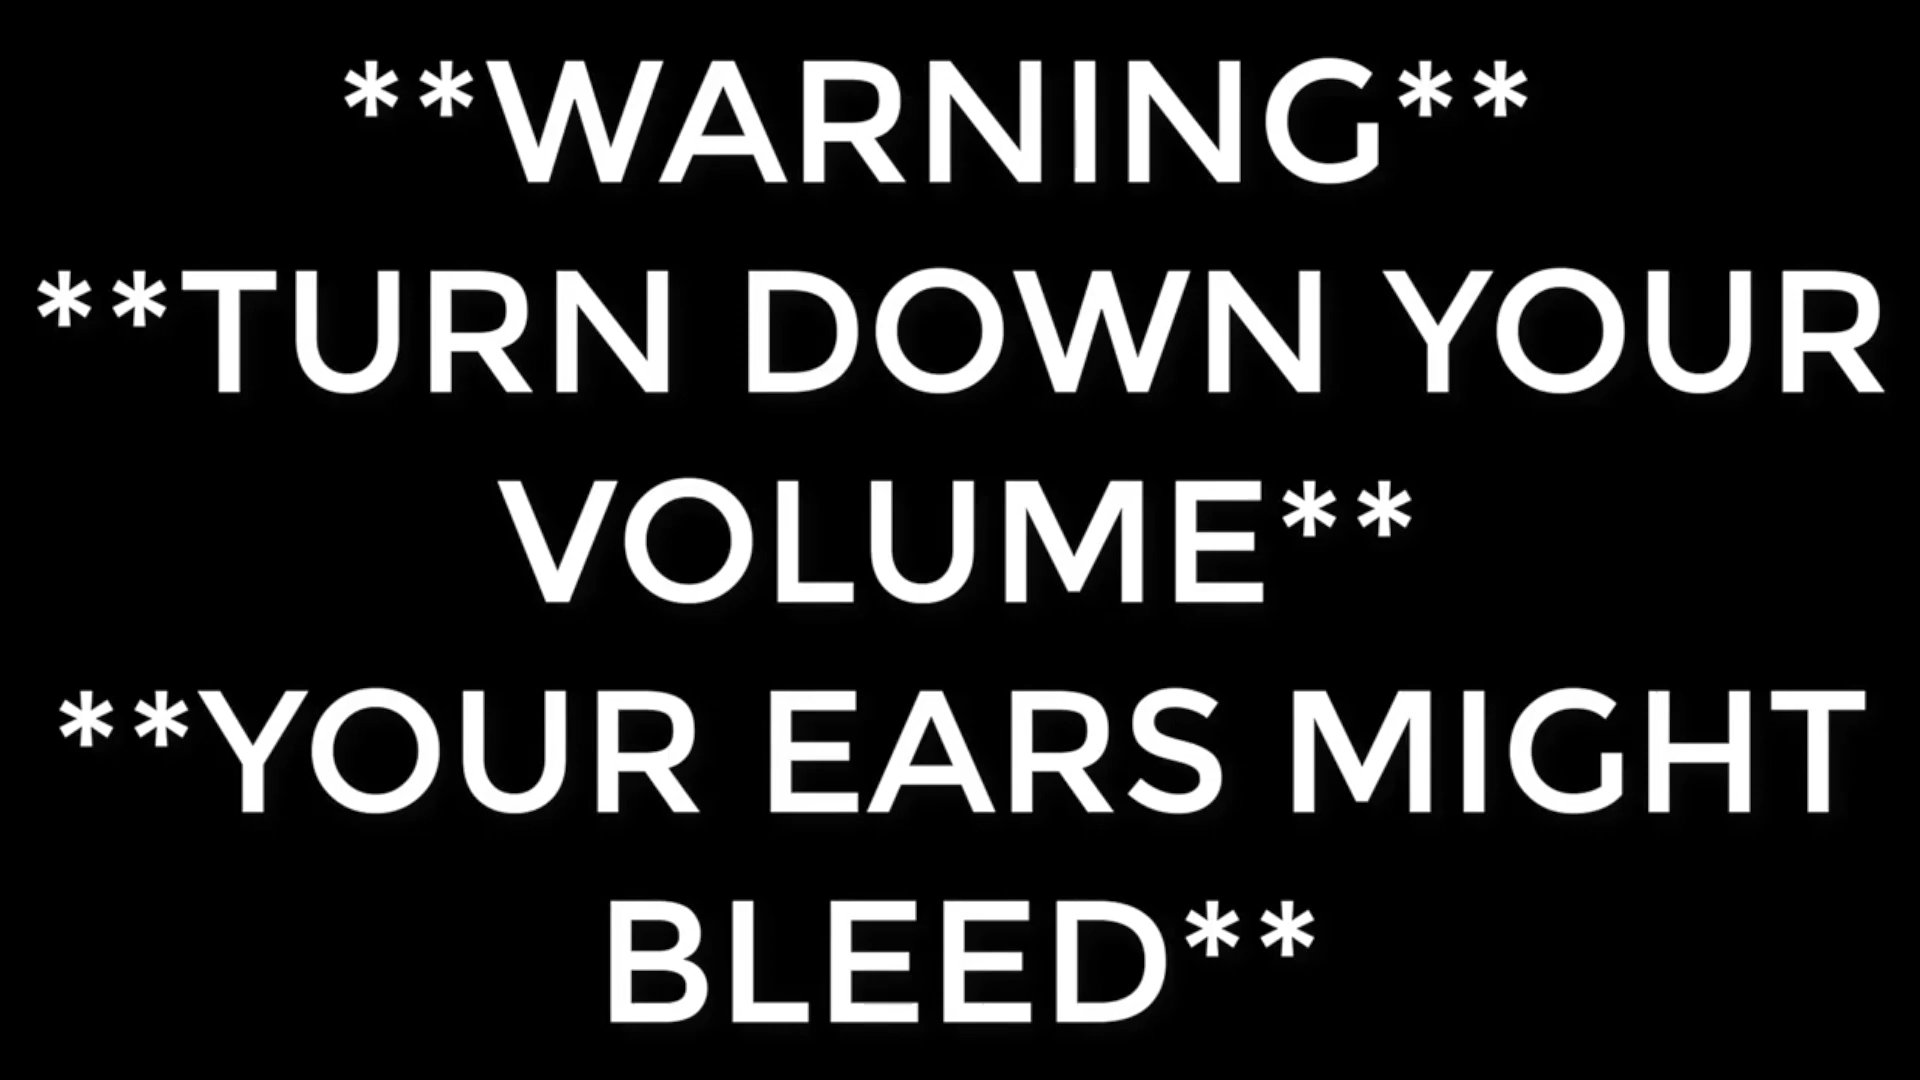 **WARNING**
**TURN DOWN YOUR
VOLUME**
**YOUR EARS MIGHT
BLEED**